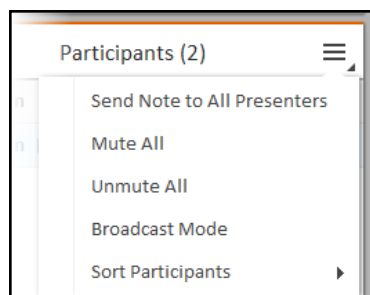 Participants (2)
Send Note to All Presenters
Mute All
Unmute All
Broadcast Mode
Sort Participants